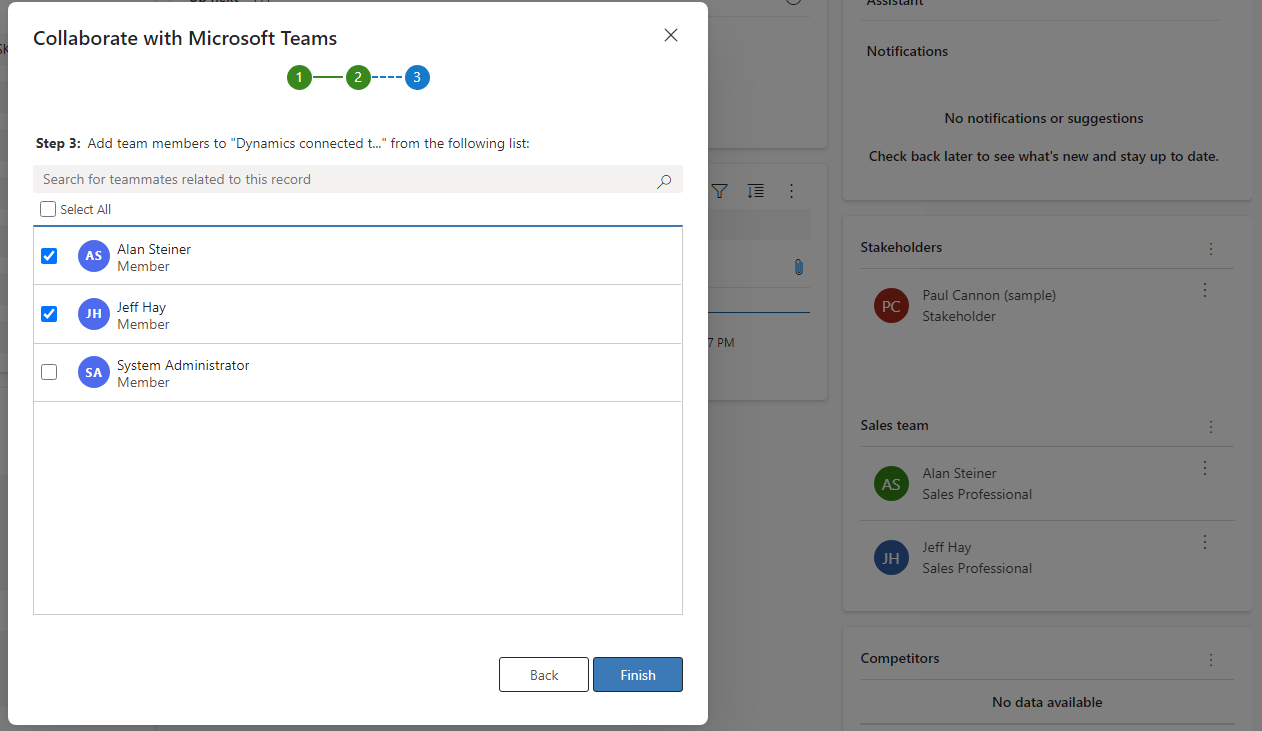 Collaborate with Microsoft Teams
1
2
3
Step 3: Add team members to "Dynamics connected t..." from the following list:
Search for teammates related to this record
Select All
AS
Alan Steiner
Member
JH
Jeff Hay
Member
SA
System Administrator
Member
Back
Finish
7 PM
Assistant
Notifications
No notifications or suggestions
Check back later to see what's new and stay up to date.
Stakeholders
PC
Paul Cannon (sample)
Stakeholder
Sales team
AS
Alan Steiner
Sales Professional
JH
Jeff Hay
Sales Professional
Competitors
No data available